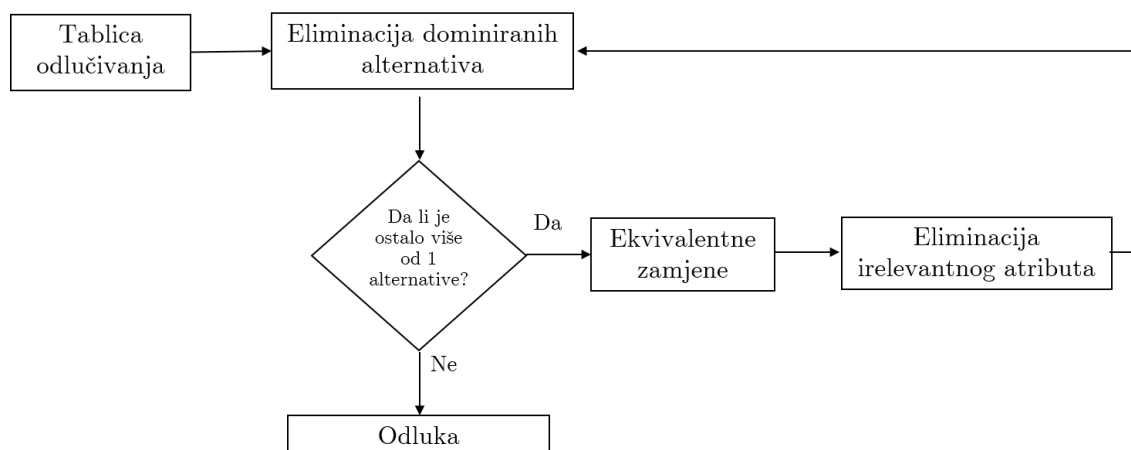 Tablica
odlučivanja
Eliminacija dominiranih
alternativa
Da li je
ostalo više
od 1
alternative?
Da
Ekvivalentne
zamjene
Eliminacija
irelevantnog atributa
Ne
Odluka